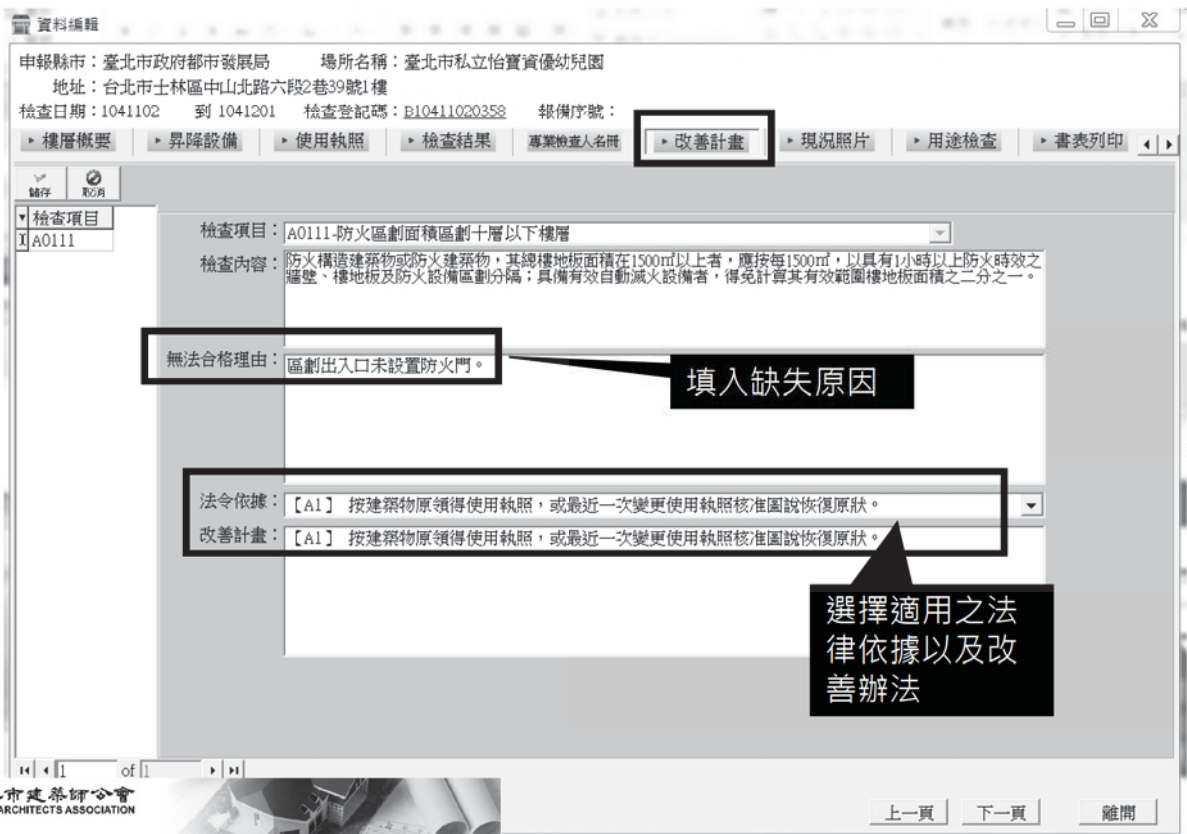 資料編輯
申報縣市：臺北市政府都市發展局 場所名稱：臺北市私立怡寶資優幼兒園
地址：台北市士林區中山北路六段2巷39號1樓
檢查日期：1041102 到 1041201 檢查登記碼：B10411020358 報備序號：
樓層概要 昇降設備 使用執照 檢查結果 專業檢查人名冊 改善計畫 現況照片 用途檢查 書表列印
儲存 取消
檢查項目
A0111
檢查項目：A0111-防火區劃面積區劃十層以下樓層
檢查內容：防火構造建築物或防火建築物，其總樓地板面積在1500㎡以上者，應按每1500㎡，以具有1小時以上防火時效之
牆壁、樓地板及防火設備區劃分隔；具備有效自動滅火設備者，得免計算其有效範圍樓地板面積之二分之一。
無法合格理由：區劃出入口未設置防火門。
填入缺失原因
法令依據：【A1】 按建築物原領得使用執照，或最近一次變更使用執照核准圖說恢復原狀。
改善計畫：【A1】 按建築物原領得使用執照，或最近一次變更使用執照核准圖說恢復原狀。
選擇適用之法
律依據以及改
善辦法
1 of 1
市建築師公會
ARCHITECTS ASSOCIATION
上一頁 下一頁 離開